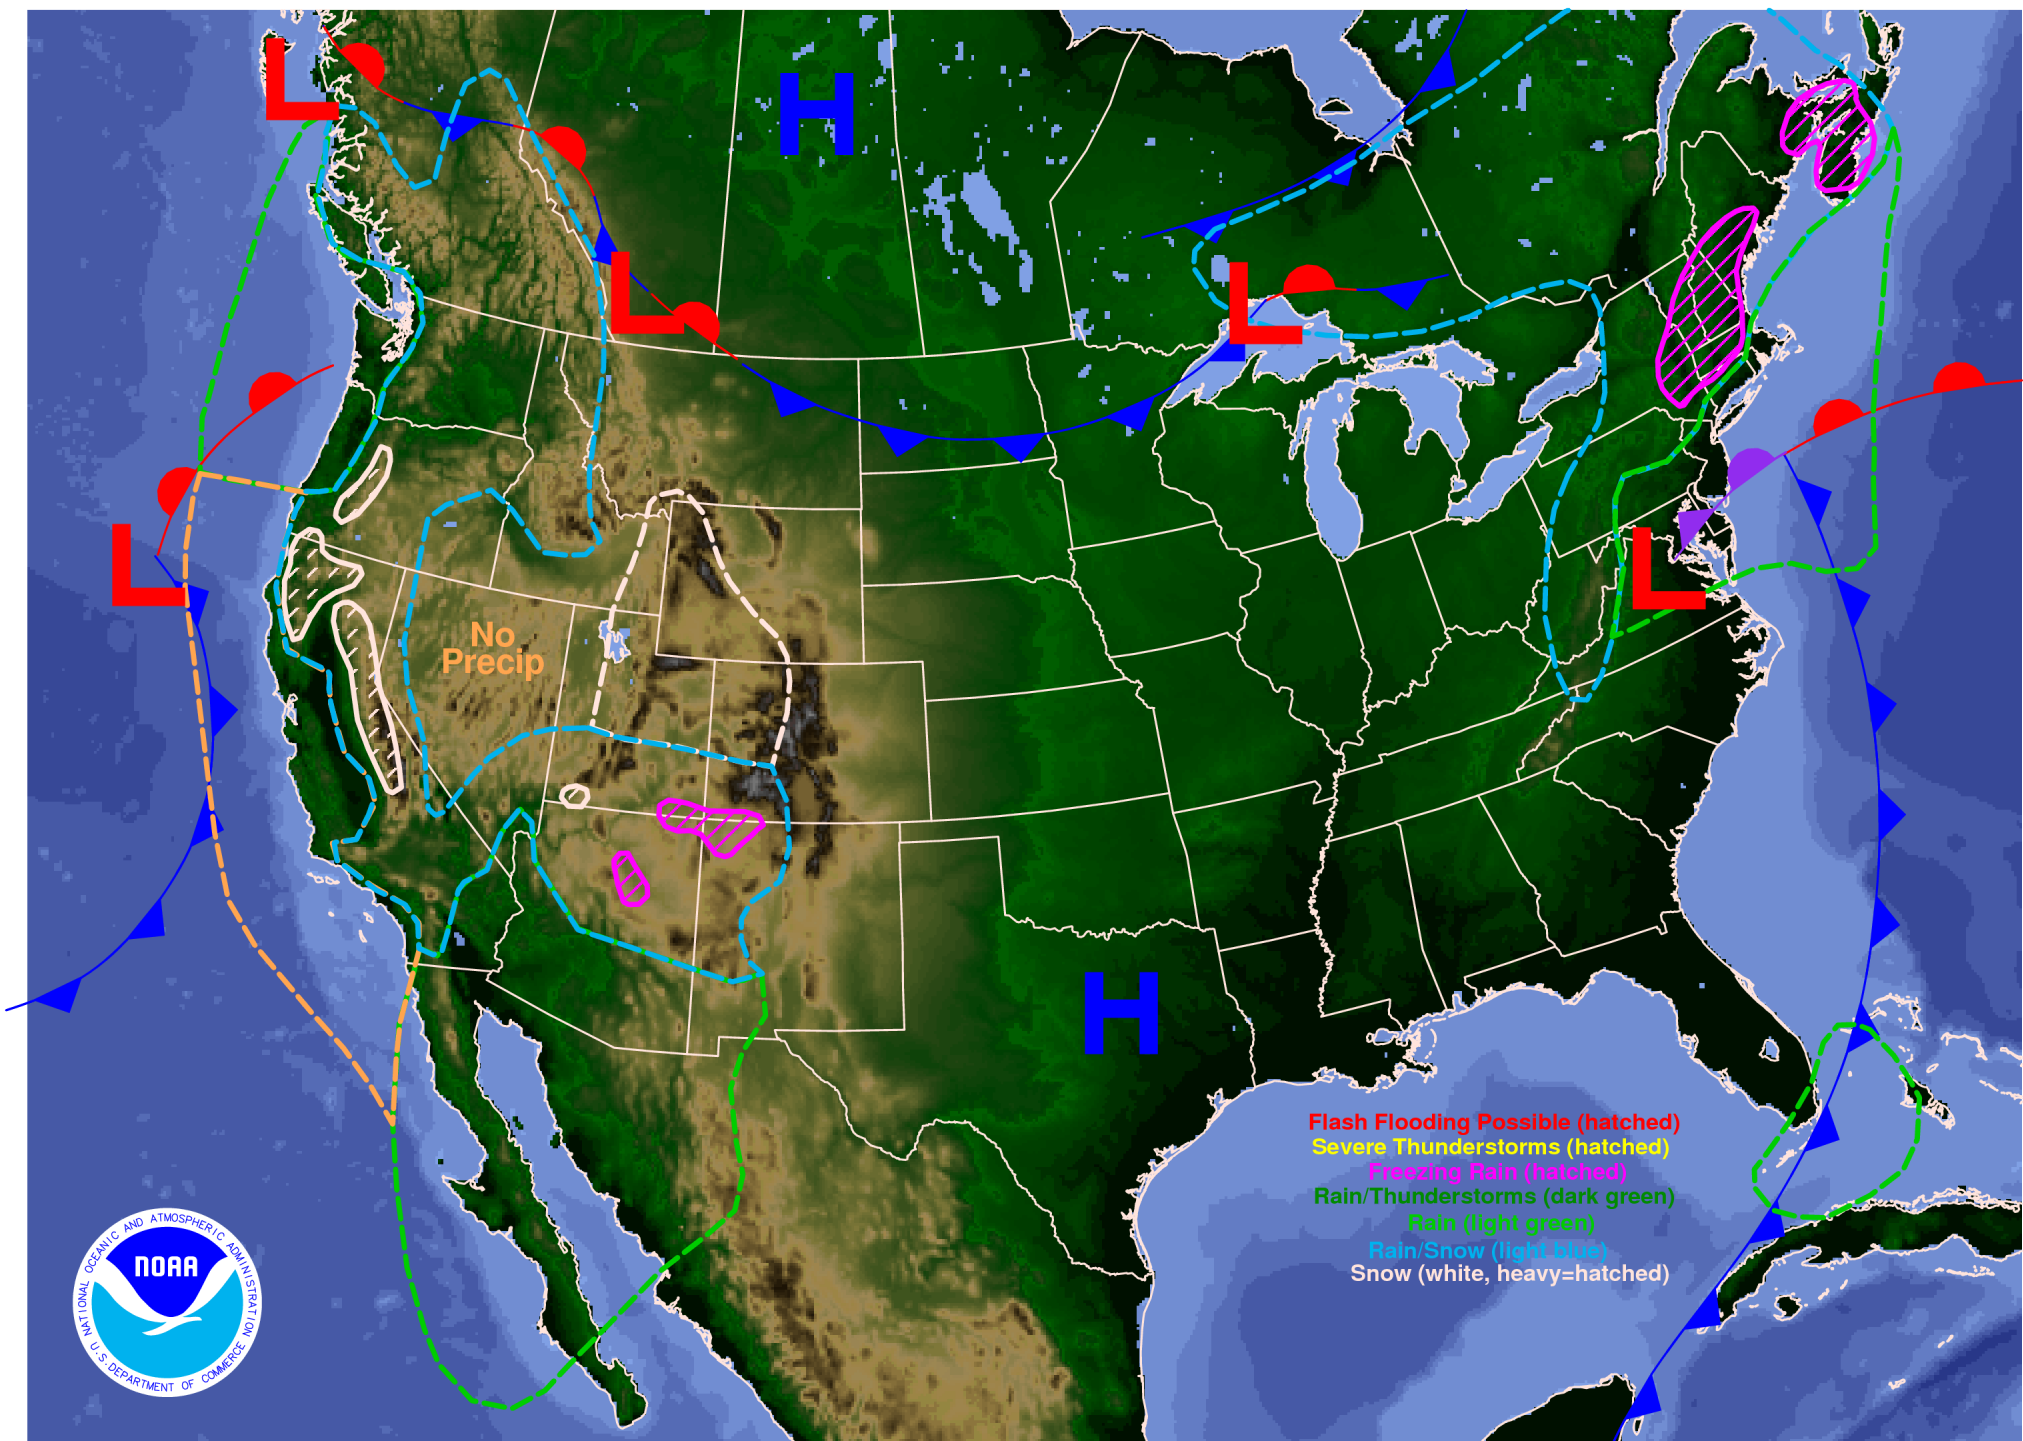 L
H
L
L
L
No
Precip
L
H
Flash Flooding Possible (hatched)
Severe Thunderstorms (hatched)
Freezing Rain (hatched)
Rain/Thunderstorms (dark green)
Rain (light green)
Rain/Snow (light blue)
Snow (white, heavy=hatched)
NATIONAL OCEANIC AND ATMOSPHERIC ADMINISTRATION
NOAA
U.S. DEPARTMENT OF COMMERCE